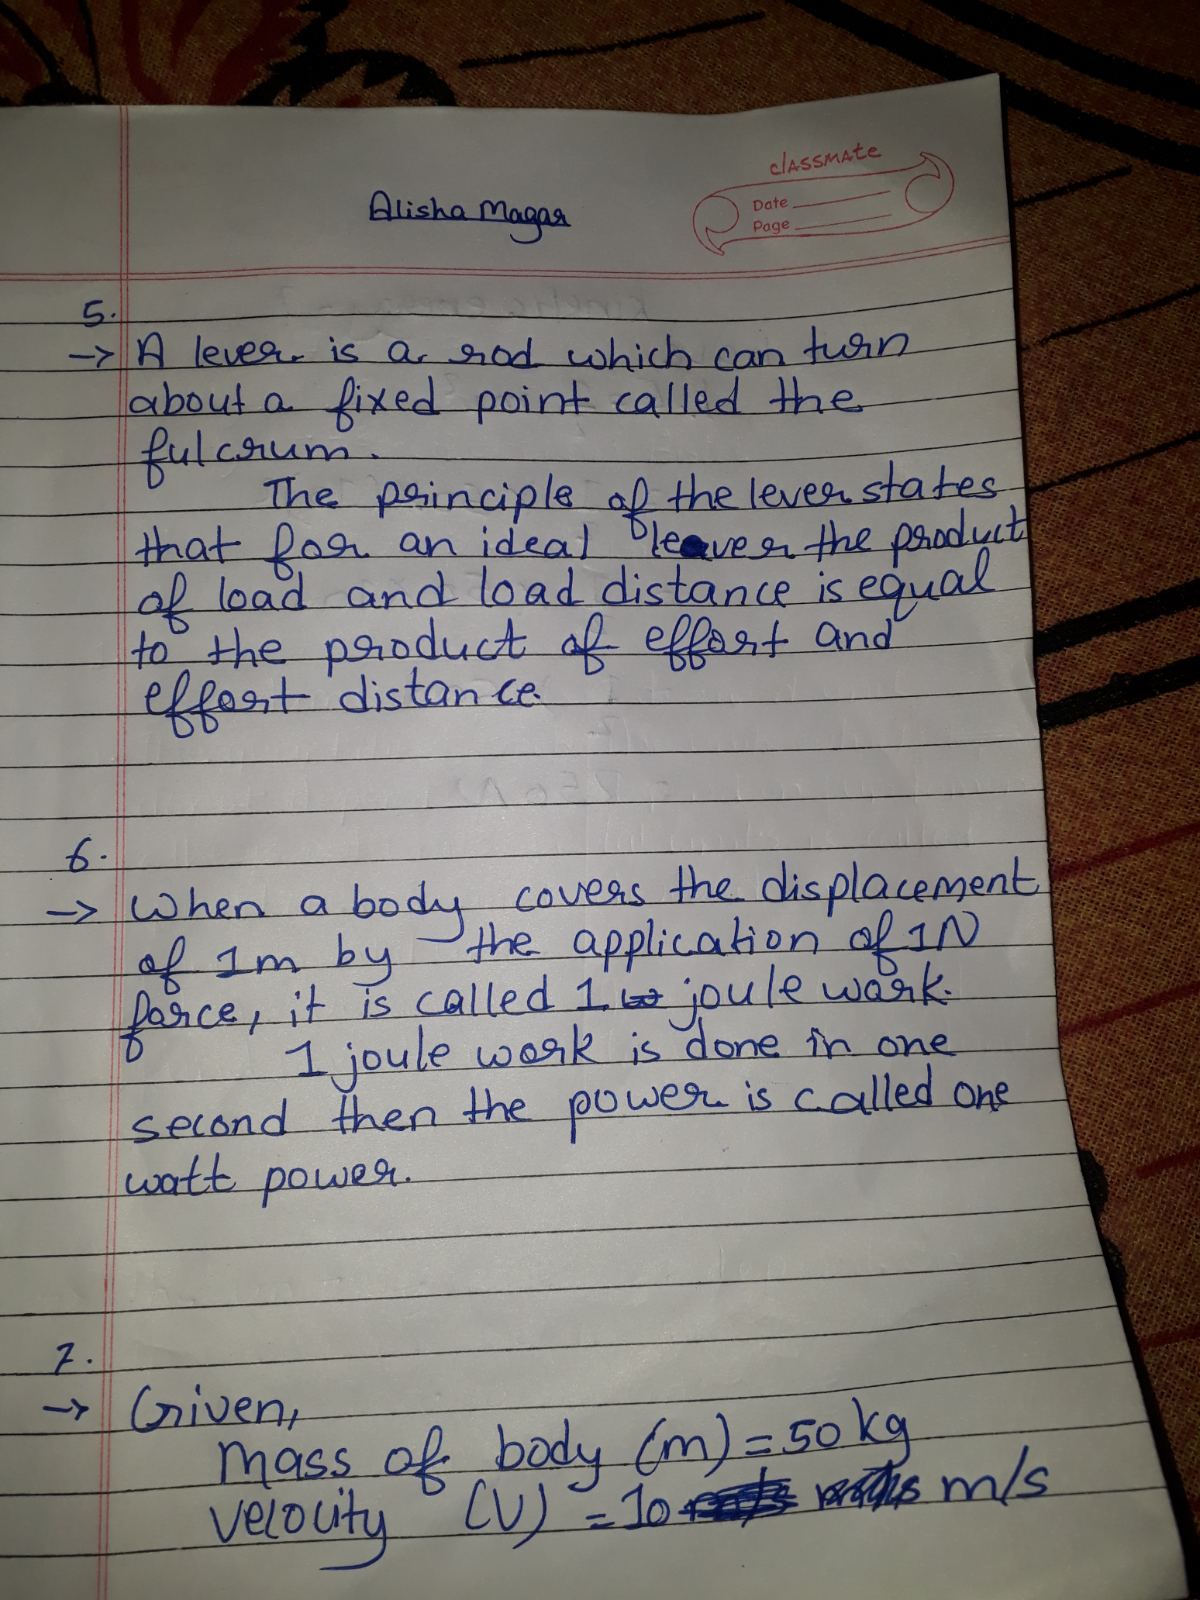 Alisha Magar
classmate
Date
Page
5.
→ A lever is a rod which can turn
about a fixed point called the
fulcrum.
The principle of the lever states
that for an ideal lever the product
of load and load distance is equal
to the product of effort and
effort distance.
6.
→ When a body covers the displacement
of 1m by the application of 1N
force, it is called 1 joule work.
1 joule work is done in one
second then the power is called one
watt power.
7.
→ Given,
Mass of body (m) = 50 kg
velocity (V) = 10 m/s